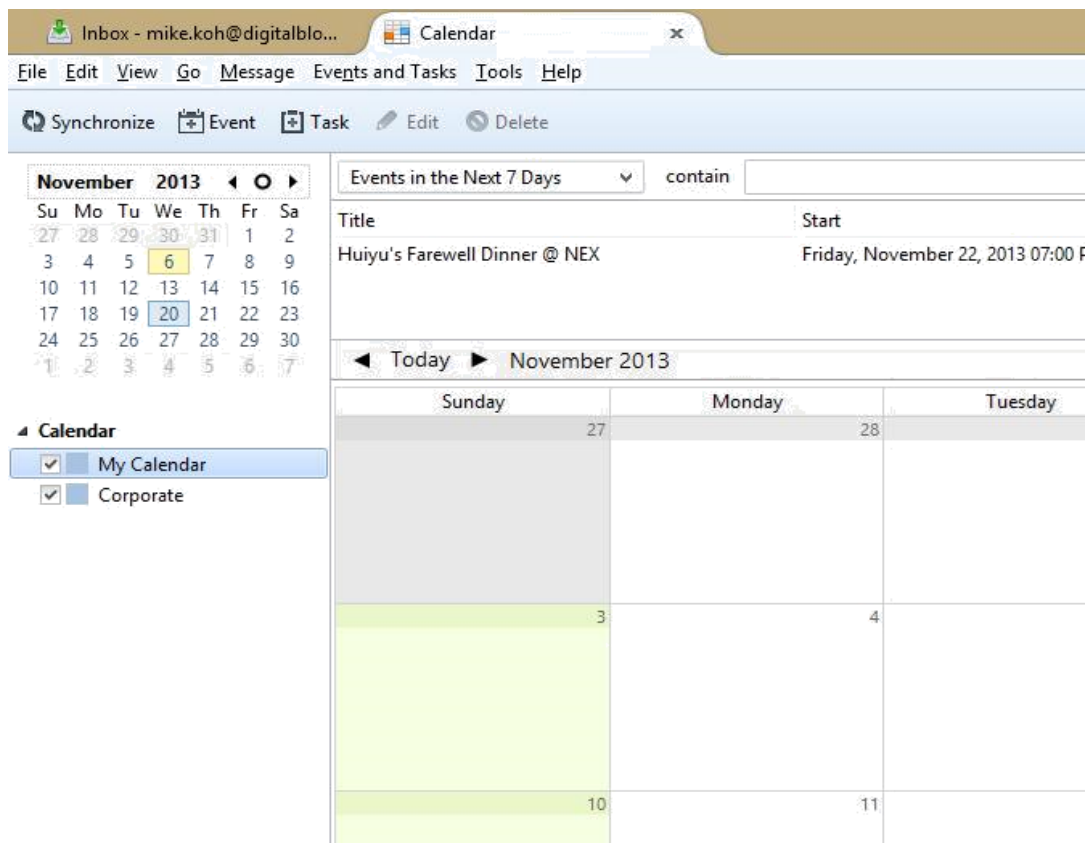 Inbox - mike.koh@digitalblo...
Calendar
File Edit View Go Message Events and Tasks Tools Help
Synchronize Event Task Edit Delete
November 2013
Su Mo Tu We Th Fr Sa
27 28 29 30 31 1 2
3 4 5 6 7 8 9
10 11 12 13 14 15 16
17 18 19 20 21 22 23
24 25 26 27 28 29 30
1 2 3 4 5 6 7
Calendar
My Calendar
Corporate
Events in the Next 7 Days contain
Title Start
Huiyu's Farewell Dinner @ NEX Friday, November 22, 2013 07:00 P
Today November 2013
Sunday Monday Tuesday
27 28
3 4
10 11